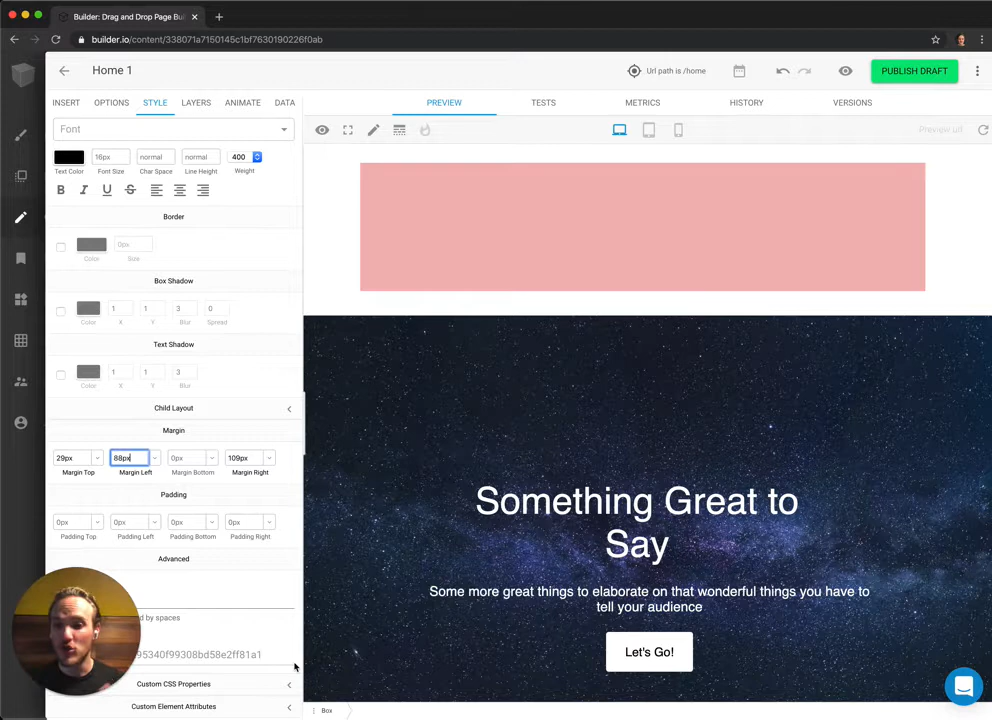 Builder: Drag and Drop Page Bui
builder.io/content/338071a7150145c1bf7630190226f0ab
Home 1
Url path is /home
PUBLISH DRAFT
INSERT OPTIONS STYLE LAYERS ANIMATE DATA
PREVIEW TESTS METRICS HISTORY VERSIONS
Font
Preview url
16px normal normal 400
Text Color Font Size Char Space Line Height Weight
B I U S
Border
0px
Color Size
Box Shadow
1 1 3 0
Color X Y Blur Spread
Text Shadow
1 1 3
Color X Y Blur
Child Layout
Margin
29px 88px 0px 109px
Margin Top Margin Left Margin Bottom Margin Right
Padding
0px 0px 0px 0px
Padding Top Padding Left Padding Bottom Padding Right
Advanced
d by spaces
95340f99308bd58e2ff81a1
Custom CSS Properties
Custom Element Attributes
Something Great to
Say
Some more great things to elaborate on that wonderful things you have to
tell your audience
Let's Go!
Box